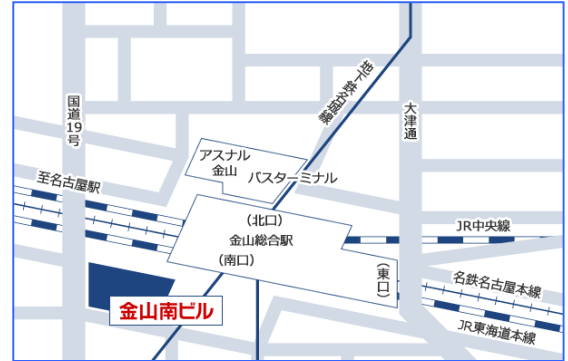 国道19号
地下鉄名城線
大津通
アスナル
金山
バスターミナル
至名古屋駅
(北口)
金山総合駅
(南口)
(東口)
JR中央線
名鉄名古屋本線
JR東海道本線
金山南ビル